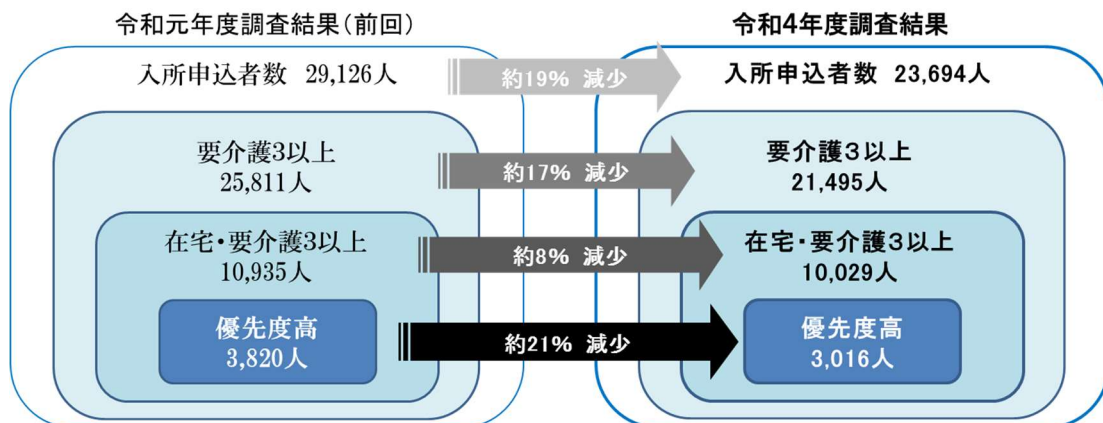 令和元年度調査結果（前回）
入所申込者数 29,126人
要介護3以上
25,811人
在宅・要介護3以上
10,935人
優先度高
3,820人
約19% 減少
約17% 減少
約8% 減少
約21% 減少
令和4年度調査結果
入所申込者数 23,694人
要介護３以上
21,495人
在宅・要介護３以上
10,029人
優先度高
3,016人